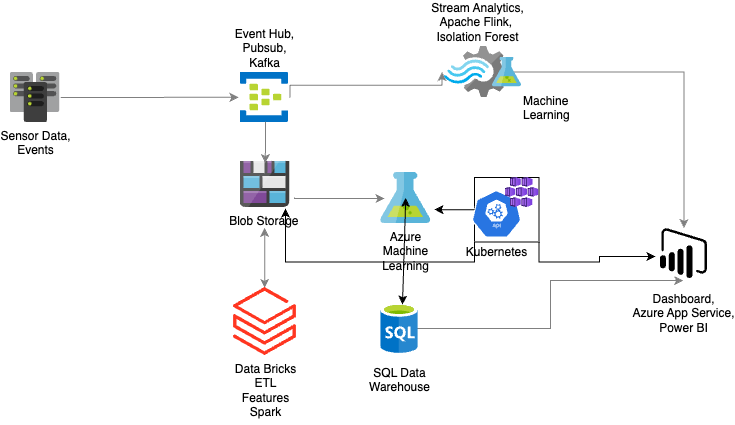 Stream Analytics,
Apache Flink,
Isolation Forest
Event Hub,
Pubsub,
Kafka
Machine
Learning
Sensor Data,
Events
Blob Storage
api
Azure
Machine
Learning
Kubernetes
Dashboard,
Azure App Service,
Power BI
SQL
Data Bricks
ETL
Features
Spark
SQL Data
Warehouse